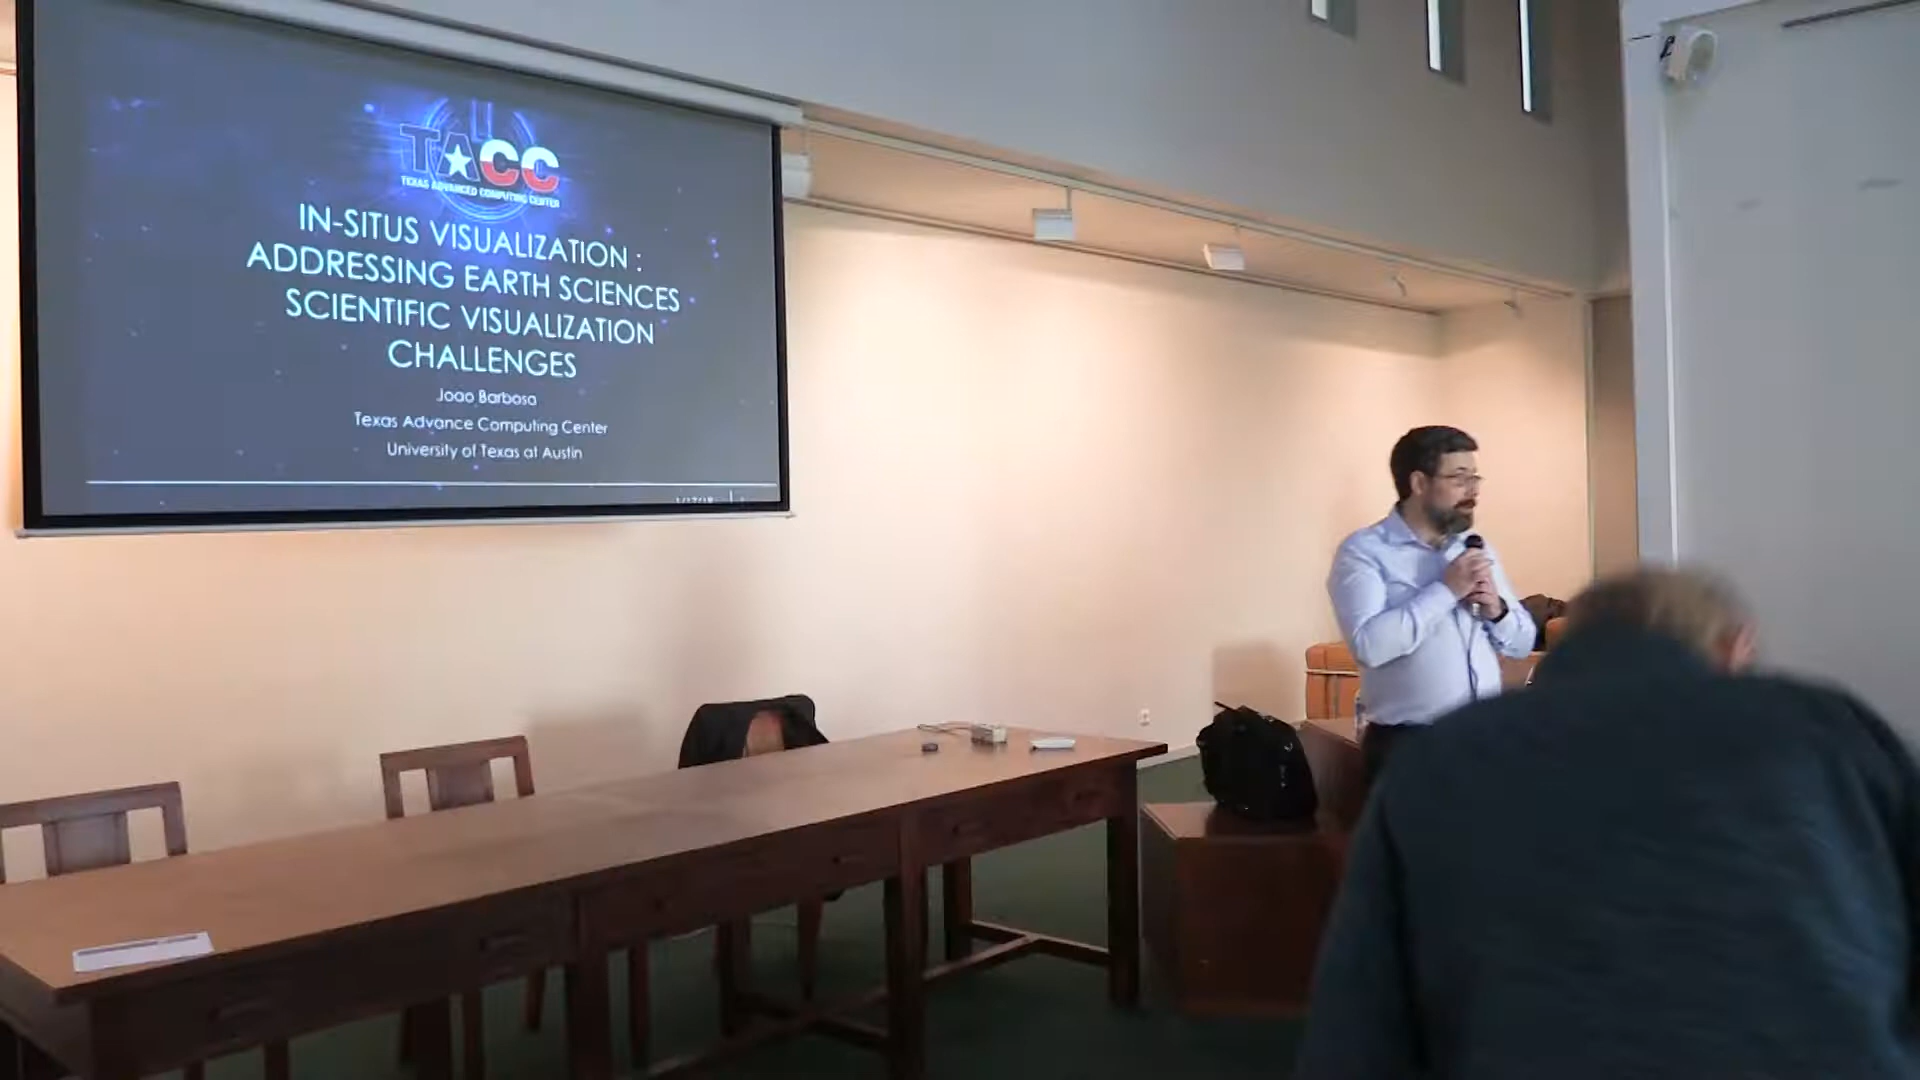 TACC
TEXAS ADVANCED COMPUTING CENTER
IN-SITUS VISUALIZATION :
ADDRESSING EARTH SCIENCES
SCIENTIFIC VISUALIZATION
CHALLENGES
Joao Barbosa
Texas Advance Computing Center
University of Texas at Austin